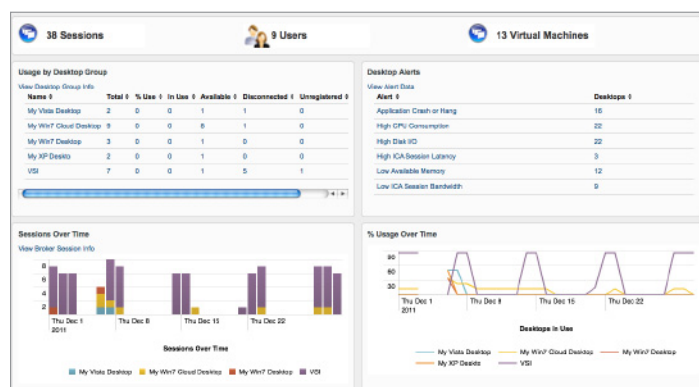 38 Sessions
9 Users
13 Virtual Machines
Usage by Desktop Group
View Desktop Group Info
Name Total % Use In Use Available Disconnected Unregistered
My Vista Desktop 2 0 0 1 1 0
My Win7 Cloud Desktop 9 0 0 8 1 0
My Win7 Desktop 3 0 0 1 0 0
My XP Deskto 2 0 0 1 0 0
VSI 7 0 0 1 5 1
Desktop Alerts
View Alert Data
Alert Desktops
Application Crash or Hang 16
High CPU Consumption 22
High Disk I/O 22
High ICA Session Latency 3
Low Available Memory 12
Low ICA Session Bandwidth 9
Sessions Over Time
View Broker Session Info
8
6
4
2
Thu Dec 1 Thu Dec 8 Thu Dec 15 Thu Dec 22
2011
Sessions Over Time
My Vista Desktop My Win7 Cloud Desktop My Win7 Desktop VSI
% Usage Over Time
90
60
30
Thu Dec 1 Thu Dec 8 Thu Dec 15 Thu Dec 22
2011
Desktops in Use
My Vista Desktop My Win7 Cloud Desktop My Win7 Desktop
My XP Deskto VSI